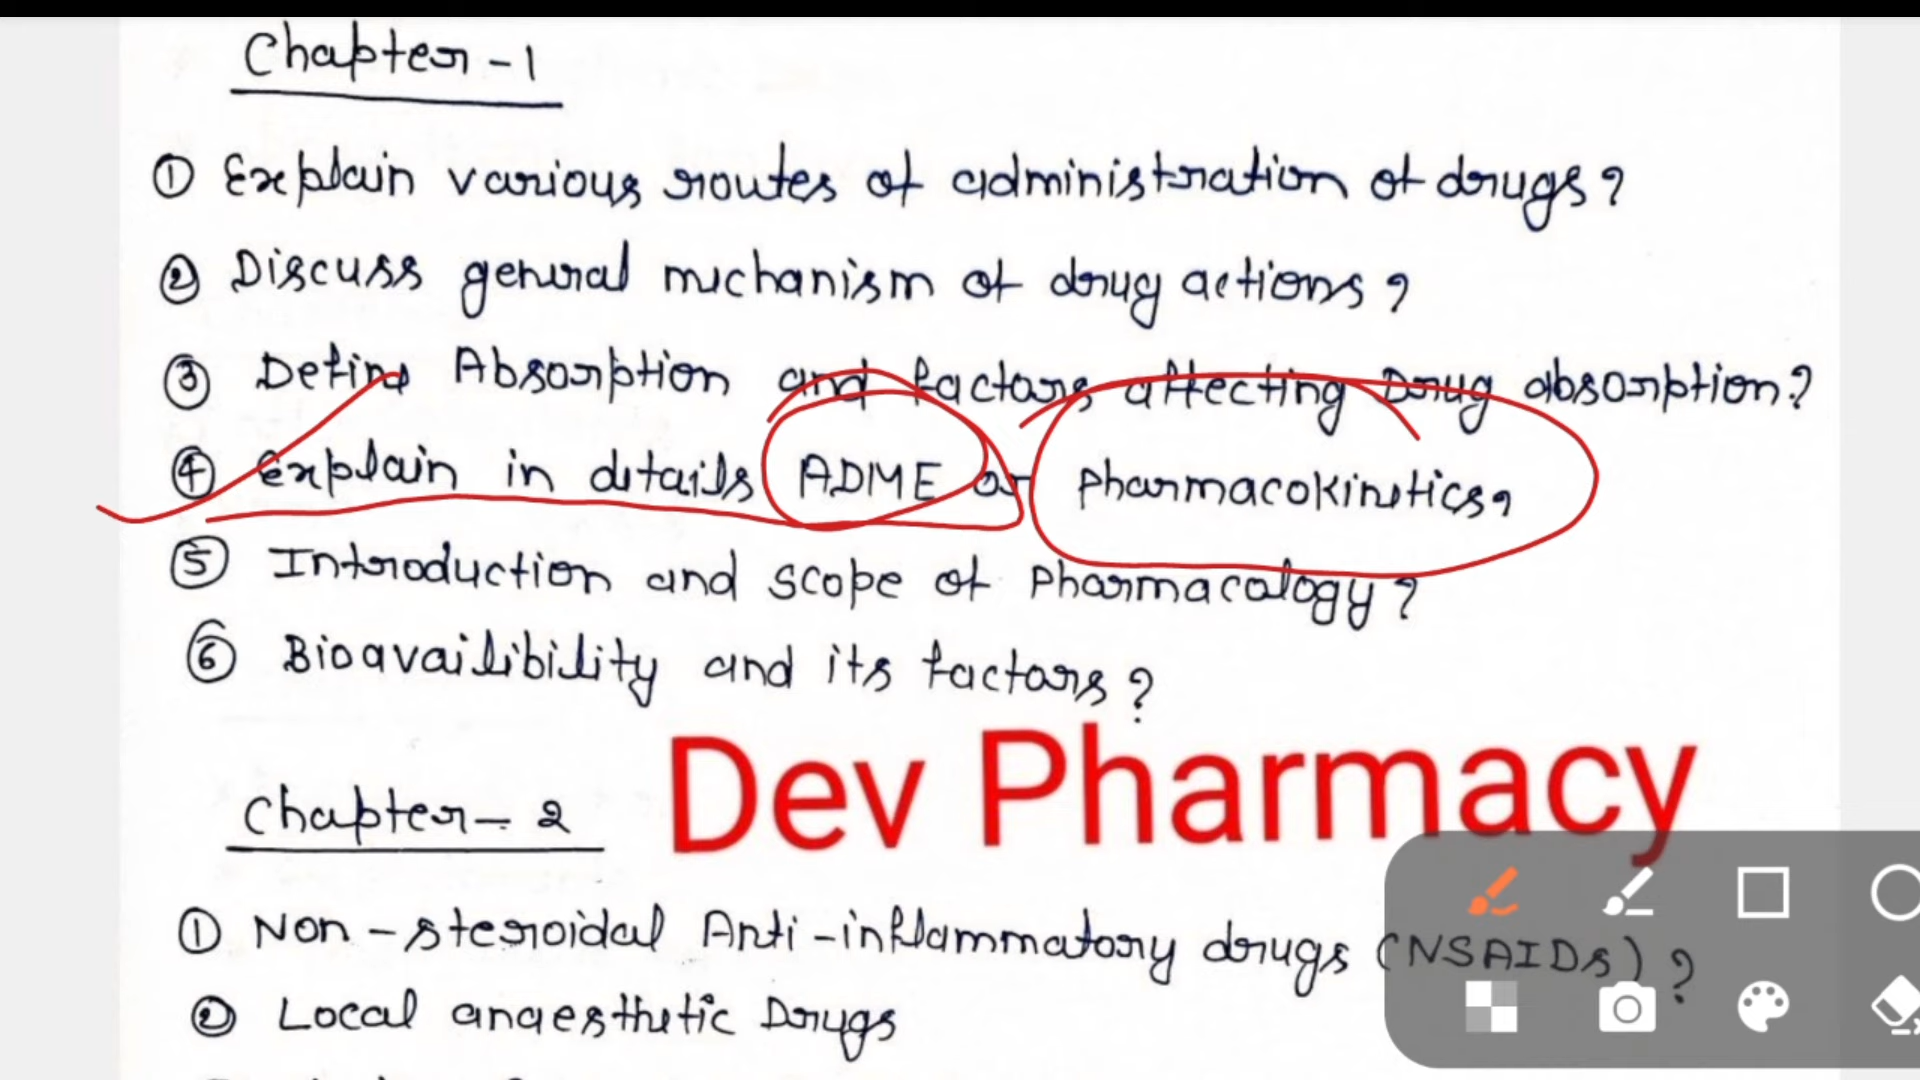 Chapter-1
① Explain various routes of administration of drugs?
② Discuss general mechanism of drug actions?
③ Define Absorption and factors affecting Drug absorption?
④ Explain in details ADME or Pharmacokinetics?
⑤ Introduction and scope of Pharmacology?
⑥ Bioavailibility and its factors?
Dev Pharmacy
Chapter-2
① Non-steroidal Anti-inflammatory drugs (NSAIDs)?
② Local anaesthetic Drugs